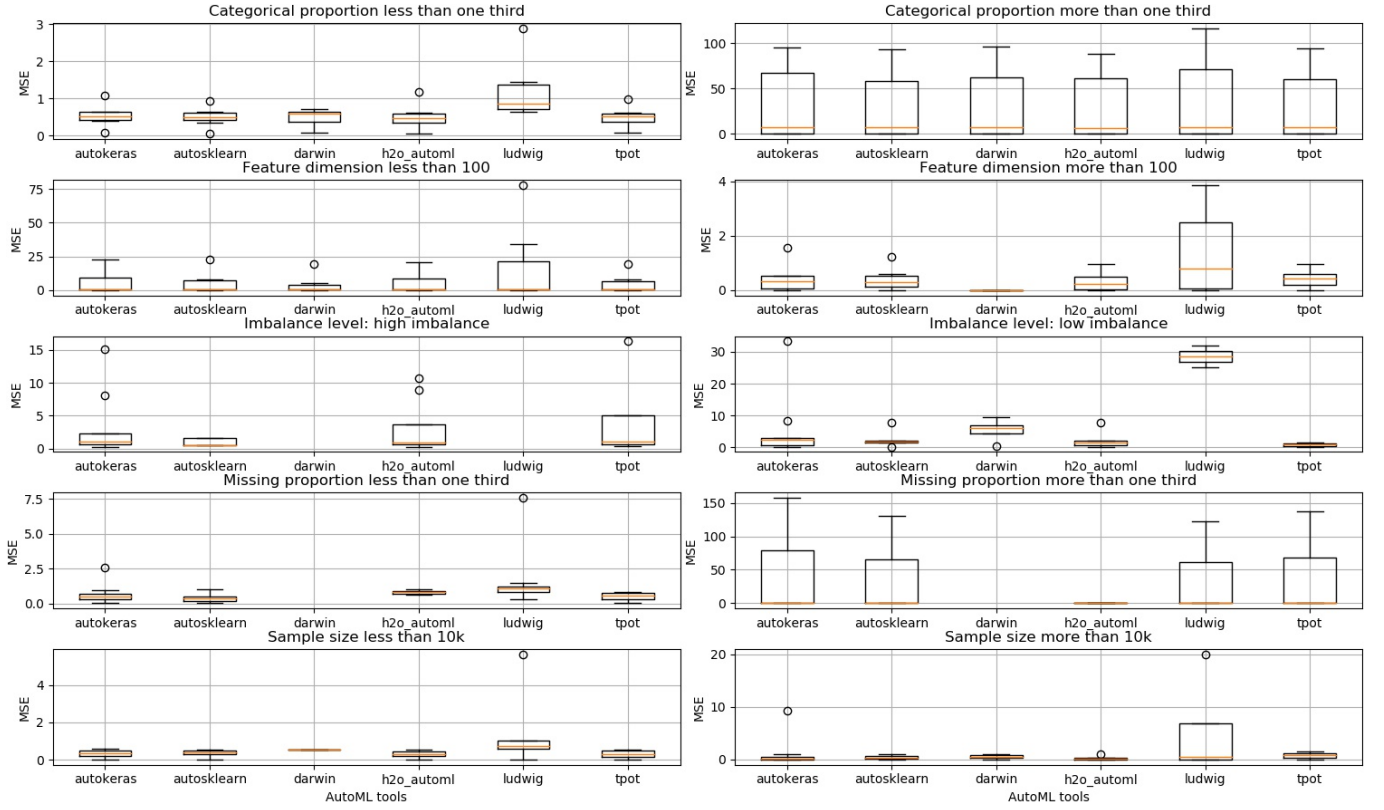 Categorical proportion less than one third
3
2
1
0
MSE
autokeras autosklearn darwin h2o_automl ludwig tpot
Categorical proportion more than one third
100
50
0
MSE
autokeras autosklearn darwin h2o_automl ludwig tpot
Feature dimension less than 100
75
50
25
0
MSE
autokeras autosklearn darwin h2o_automl ludwig tpot
Feature dimension more than 100
4
2
0
MSE
autokeras autosklearn darwin h2o_automl ludwig tpot
Imbalance level: high imbalance
15
10
5
0
MSE
autokeras autosklearn darwin h2o_automl ludwig tpot
Imbalance level: low imbalance
30
20
10
0
MSE
autokeras autosklearn darwin h2o_automl ludwig tpot
Missing proportion less than one third
7.5
5.0
2.5
0.0
MSE
autokeras autosklearn darwin h2o_automl ludwig tpot
Missing proportion more than one third
150
100
50
0
MSE
autokeras autosklearn darwin h2o_automl ludwig tpot
Sample size less than 10k
4
2
0
MSE
autokeras autosklearn darwin h2o_automl ludwig tpot
AutoML tools
Sample size more than 10k
20
10
0
MSE
autokeras autosklearn darwin h2o_automl ludwig tpot
AutoML tools